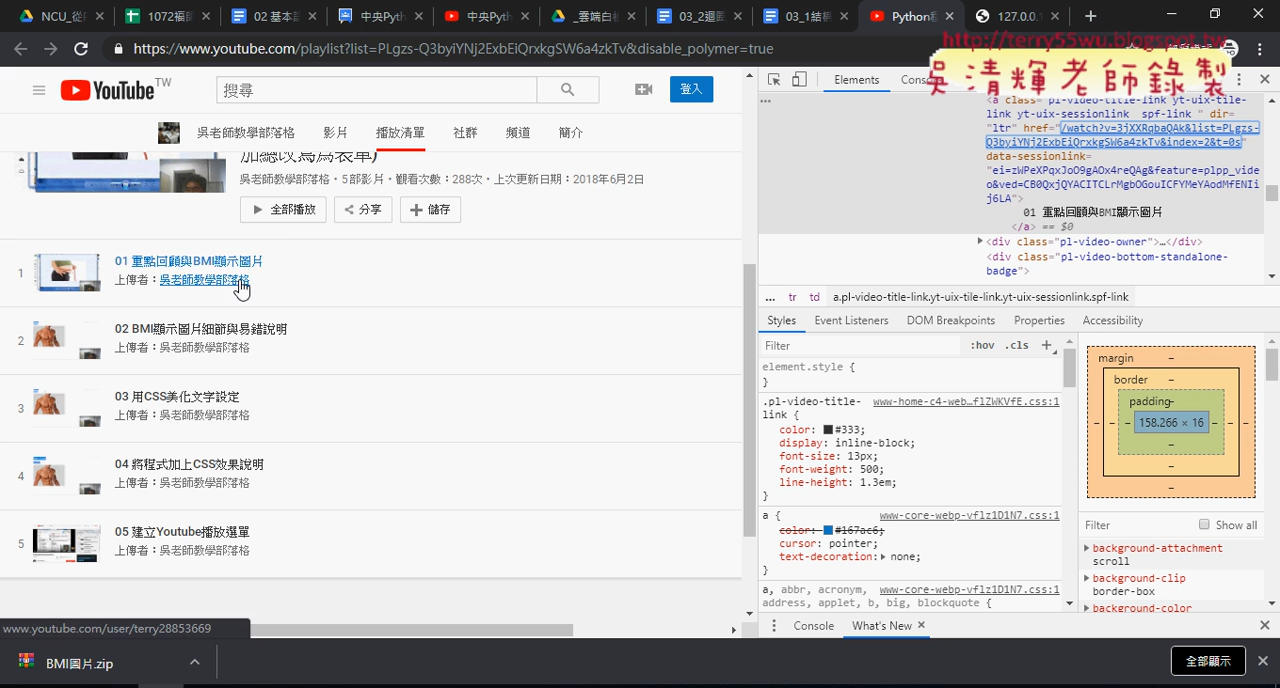 NCU_從
1072福
02 基本
中央Pyth
中央Pyth
_雲端白
03_2迴
03_1結
Python
127.0.0.1
https://www.youtube.com/playlist?list=PLgzs-Q3byiYNj2ExbEiQrxkgSW6a4zkTv&disable_polymer=true
http://terry55wu.blogspot.tw
吳清輝老師錄製
YouTube TW
搜尋
登入
吳老師教學部落格
影片
播放清單
社群
頻道
簡介
加總改為為表單)
吳老師教學部落格・5部影片・觀看次數：288次・上次更新日期：2018年6月2日
全部播放
分享
儲存
1
01 重點回顧與BMI顯示圖片
上傳者：吳老師教學部落格
2
02 BMI顯示圖片細節與易錯說明
上傳者：吳老師教學部落格
3
03 用CSS美化文字設定
上傳者：吳老師教學部落格
4
04 將程式加上CSS效果說明
上傳者：吳老師教學部落格
5
05 建立Youtube播放選單
上傳者：吳老師教學部落格
www.youtube.com/user/terry28853669
Elements
Conso
<a class="pl-video-title-link yt-uix-tile-
link yt-uix-sessionlink  spf-link " dir=
"ltr" href="/watch?v=3jXXRqbaQAk&list=PLgzs-
Q3byiYNj2ExbEiQrxkgSW6a4zkTv&index=2&t=0s"
data-sessionlink=
"ei=zWPeXPqxJoO9gAOx4reQAg&feature=plpp_vide
o&ved=CB0QxjQYACITCLrMgbOGouICFYMeYAodMfENIi
j6LA">
01 重點回顧與BMI顯示圖片
</a> == $0
<div class="pl-video-owner">…</div>
<div class="pl-video-bottom-standalone-
badge">
... tr td a.pl-video-title-link.yt-uix-tile-link.yt-uix-sessionlink.spf-link
Styles
Event Listeners
DOM Breakpoints
Properties
Accessibility
Filter
:hov .cls +
element.style {
}
.pl-video-title-link { www-home-c4-web…flZWKVfE.css:1
color: #333;
display: inline-block;
font-size: 13px;
font-weight: 500;
line-height: 1.3em;
}
a { www-core-webp-vflz1D1N7.css:1
color: #167ac6;
cursor: pointer;
text-decoration: none;
}
a, abbr, acronym, www-core-webp-vflz1D1N7.css:1
address, applet, b, big, blockquote {
margin –
border –
padding–
158.266 × 16
Filter
Show all
background-attachment
scroll
background-clip
border-box
background-color
Console
What's New
BMI圖片.zip
全部顯示